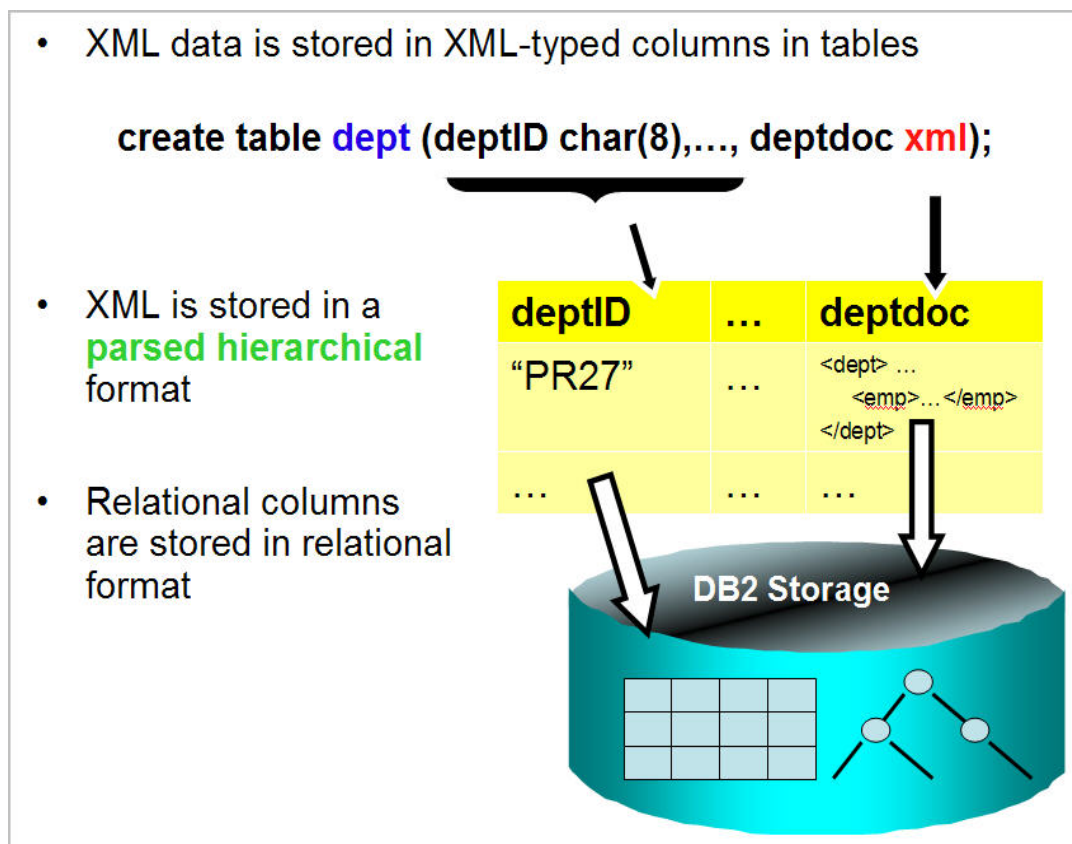 • XML data is stored in XML-typed columns in tables
create table dept (deptID char(8),…, deptdoc xml);
• XML is stored in a
parsed hierarchical
format
• Relational columns
are stored in relational
format
deptID … deptdoc
“PR27” … <dept> …
<emp>…</emp>
</dept>
… … …
DB2 Storage